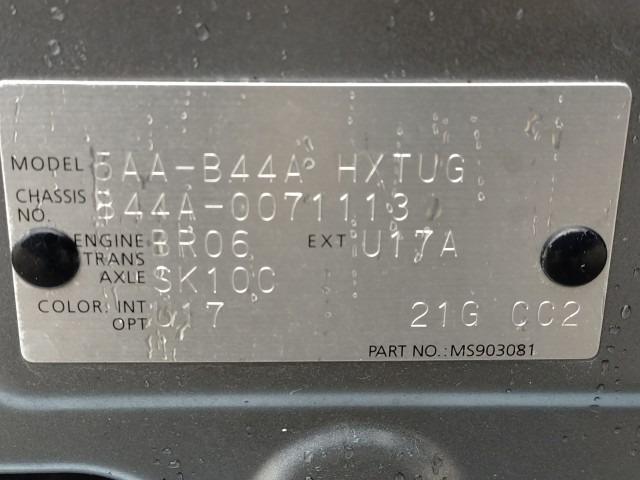 MODEL 5AA-B44A HXTUG
CHASSIS NO. B44A-0071113
ENGINE BR06 EXT U17A
TRANS
AXLE SK10C
COLOR, INT U17
OPT 21G CC2
PART NO.:MS903081